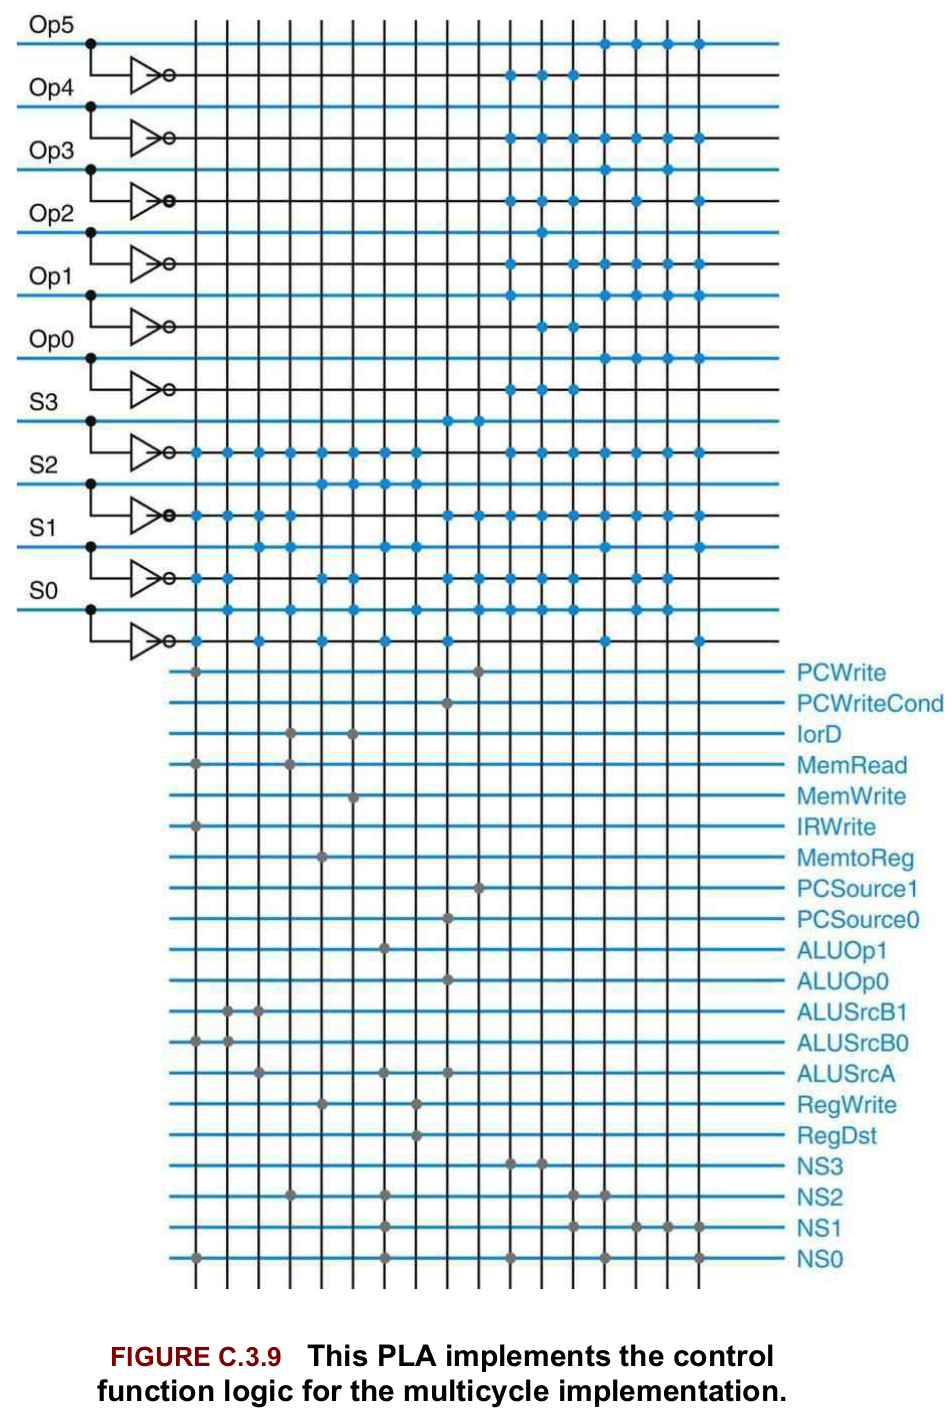 Op5
Op4
Op3
Op2
Op1
Op0
S3
S2
S1
S0
PCWrite
PCWriteCond
IorD
MemRead
MemWrite
IRWrite
MemtoReg
PCSource1
PCSource0
ALUOp1
ALUOp0
ALUSrcB1
ALUSrcB0
ALUSrcA
RegWrite
RegDst
NS3
NS2
NS1
NS0
FIGURE C.3.9 This PLA implements the control
function logic for the multicycle implementation.